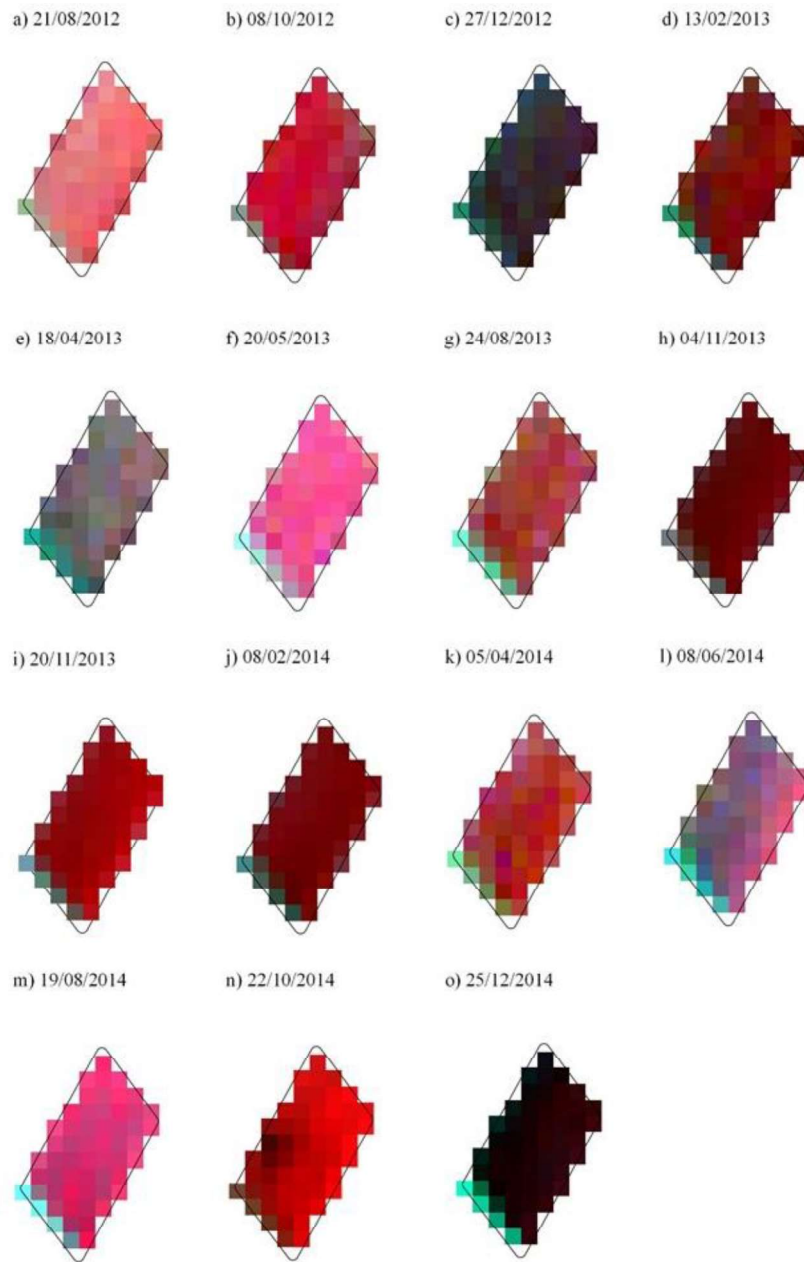 a) 21/08/2012 b) 08/10/2012 c) 27/12/2012 d) 13/02/2013
e) 18/04/2013 f) 20/05/2013 g) 24/08/2013 h) 04/11/2013
i) 20/11/2013 j) 08/02/2014 k) 05/04/2014 l) 08/06/2014
m) 19/08/2014 n) 22/10/2014 o) 25/12/2014